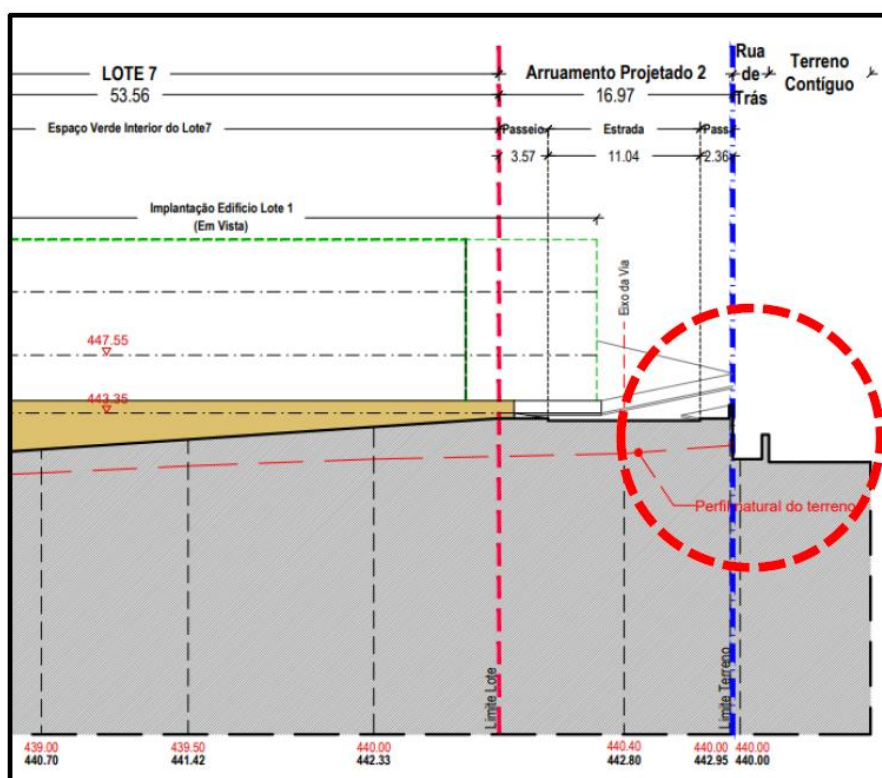 LOTE 7
53.56
Arruamento Projetado 2
16.97
Rua
de
Trás
Terreno
Contíguo
Espaço Verde Interior do Lote7
Passeio
Estrada
Pass
3.57
11.04
2.36
Implantação Edifício Lote 1
(Em Vista)
Eixo da Via
447.55
443.35
Perfil natural do terreno
Limite Lote
Limite Terreno
439.00
440.70
439.50
441.42
440.00
442.33
440.40
442.80
440.00
442.95
440.00
440.00